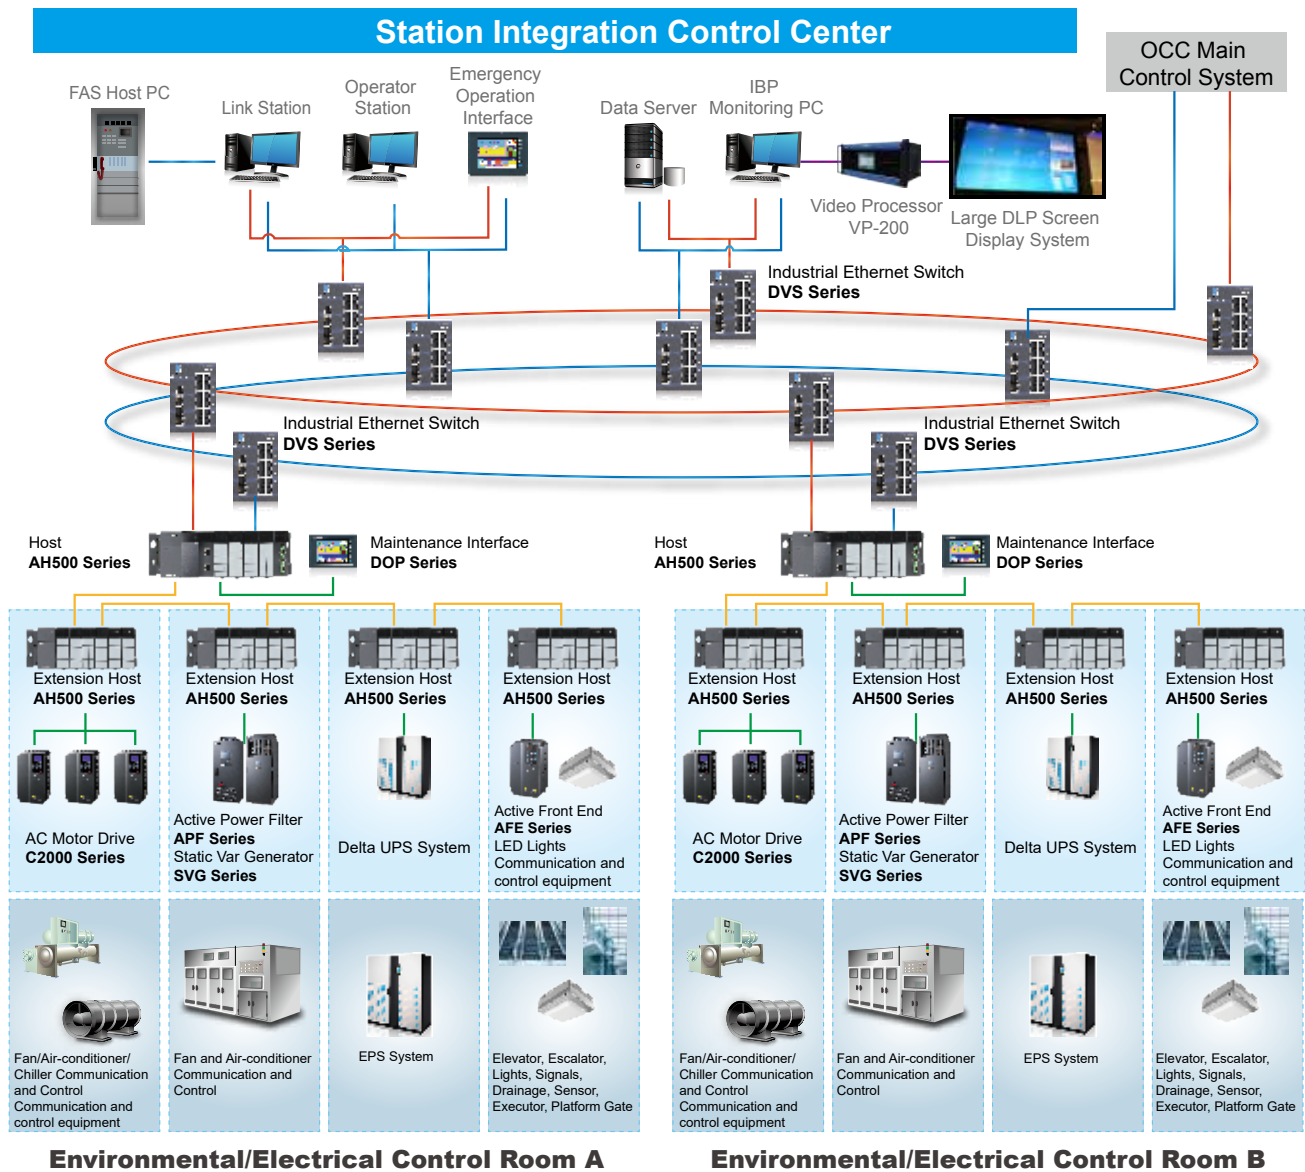 Station Integration Control Center
OCC Main
Control System
FAS Host PC
Link Station
Operator
Station
Emergency
Operation
Interface
Data Server
IBP
Monitoring PC
Video Processor
VP-200
Large DLP Screen
Display System
Industrial Ethernet Switch
DVS Series
Industrial Ethernet Switch
DVS Series
Industrial Ethernet Switch
DVS Series
Host
AH500 Series
Maintenance Interface
DOP Series
Host
AH500 Series
Maintenance Interface
DOP Series
Extension Host
AH500 Series
Extension Host
AH500 Series
Extension Host
AH500 Series
Extension Host
AH500 Series
Extension Host
AH500 Series
Extension Host
AH500 Series
Extension Host
AH500 Series
Extension Host
AH500 Series
AC Motor Drive
C2000 Series
Active Power Filter
APF Series
Static Var Generator
SVG Series
Delta UPS System
Active Front End
AFE Series
LED Lights
Communication and
control equipment
AC Motor Drive
C2000 Series
Active Power Filter
APF Series
Static Var Generator
SVG Series
Delta UPS System
Active Front End
AFE Series
LED Lights
Communication and
control equipment
Fan/Air-conditioner/
Chiller Communication
and Control
Communication and
control equipment
Fan and Air-conditioner
Communication and
Control
EPS System
Elevator, Escalator,
Lights, Signals,
Drainage, Sensor,
Executor, Platform Gate
Fan/Air-conditioner/
Chiller Communication
and Control
Communication and
control equipment
Fan and Air-conditioner
Communication and
Control
EPS System
Elevator, Escalator,
Lights, Signals,
Drainage, Sensor,
Executor, Platform Gate
Environmental/Electrical Control Room A
Environmental/Electrical Control Room B